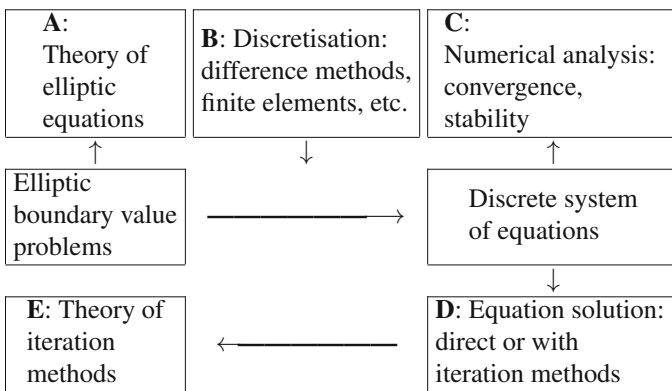 A:
Theory of
elliptic
equations
B: Discretisation:
difference methods,
finite elements, etc.
C:
Numerical analysis:
convergence,
stability
Elliptic
boundary value
problems
Discrete system
of equations
E: Theory of
iteration
methods
D: Equation solution:
direct or with
iteration methods